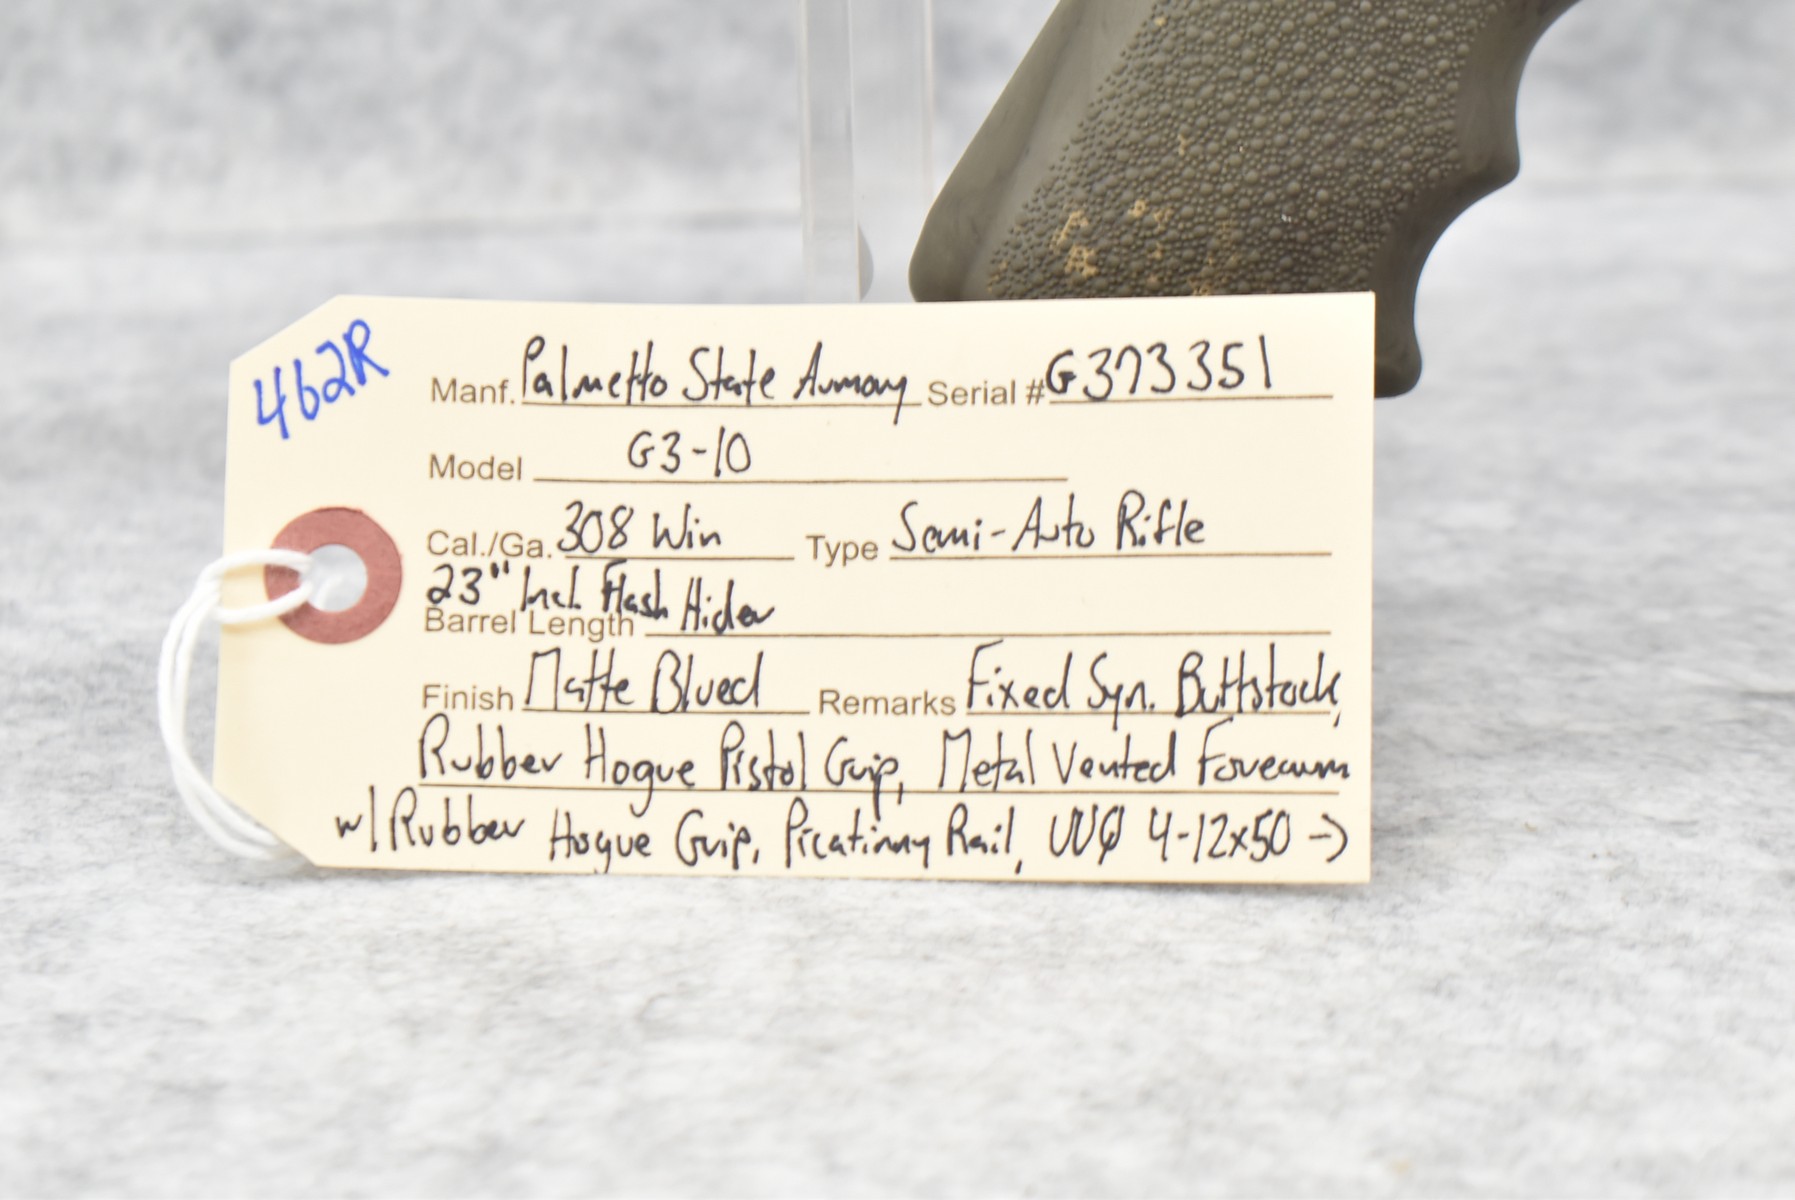 462R
Manf. Palmetto State Armory Serial # G373351
Model G3-10
Cal./Ga. 308 Win Type Semi-Auto Rifle
23" Incl. Flash Hider
Barrel Length
Finish Matte Blued Remarks Fixed Syn. Buttstock,
Rubber Hogue Pistol Grip, Metal Vented Forearm
w/ Rubber Hogue Grip, Picatinny Rail, UUQ 4-12x50 →